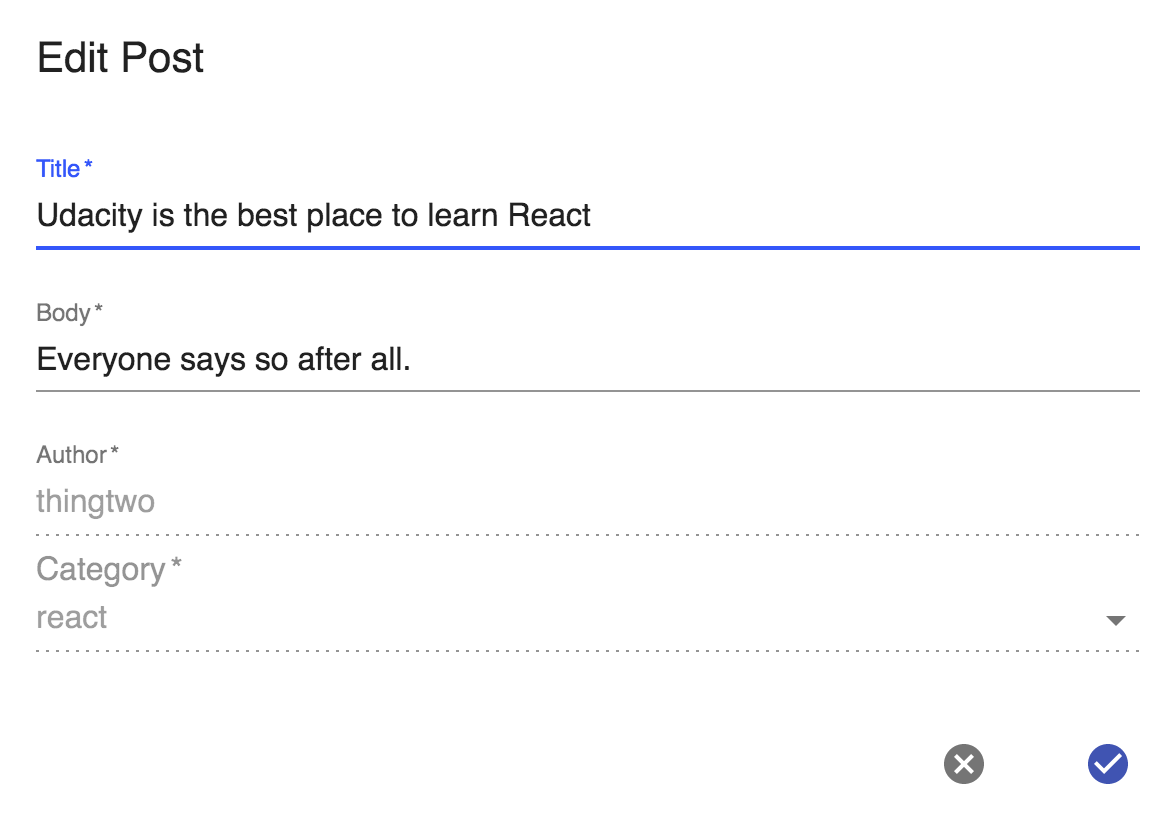 Edit Post
Title *
Udacity is the best place to learn React
Body *
Everyone says so after all.
Author *
thingtwo
Category *
react